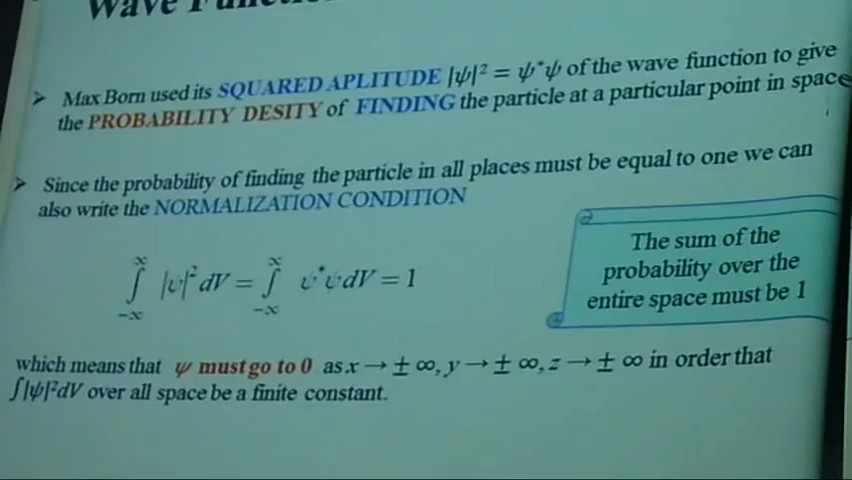 Wave Function
➤ Max Born used its SQUARED APLITUDE |ψ|² = ψ*ψ of the wave function to give
the PROBABILITY DESITY of FINDING the particle at a particular point in space
➤ Since the probability of finding the particle in all places must be equal to one we can
also write the NORMALIZATION CONDITION
∫_{-∞}^{∞} |ψ|² dV = ∫_{-∞}^{∞} ψ*ψ dV = 1
The sum of the
probability over the
entire space must be 1
which means that ψ must go to 0 as x → ± ∞, y → ± ∞, z → ± ∞ in order that
∫|ψ|²dV over all space be a finite constant.